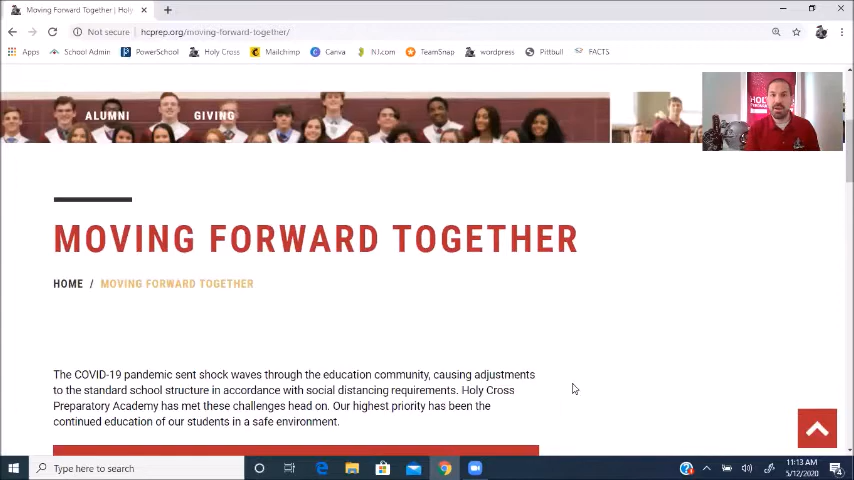 Moving Forward Together | Holy
Not secure | hcprep.org/moving-forward-together/
Apps School Admin PowerSchool Holy Cross Mailchimp Canva NJ.com TeamSnap wordpress Pittbull FACTS
ALUMNI GIVING
MOVING FORWARD TOGETHER
HOME / MOVING FORWARD TOGETHER
The COVID-19 pandemic sent shock waves through the education community, causing adjustments
to the standard school structure in accordance with social distancing requirements. Holy Cross
Preparatory Academy has met these challenges head on. Our highest priority has been the
continued education of our students in a safe environment.
Type here to search
11:13 AM
5/12/2020
4